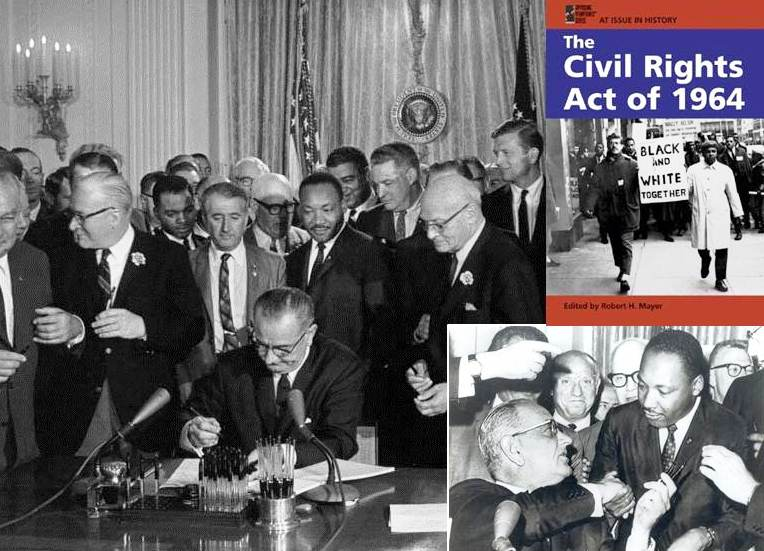 AT ISSUE IN HISTORY
The
Civil Rights
Act of 1964
BLACK
AND
WHITE
TOGETHER
Edited by Robert H. Mayer